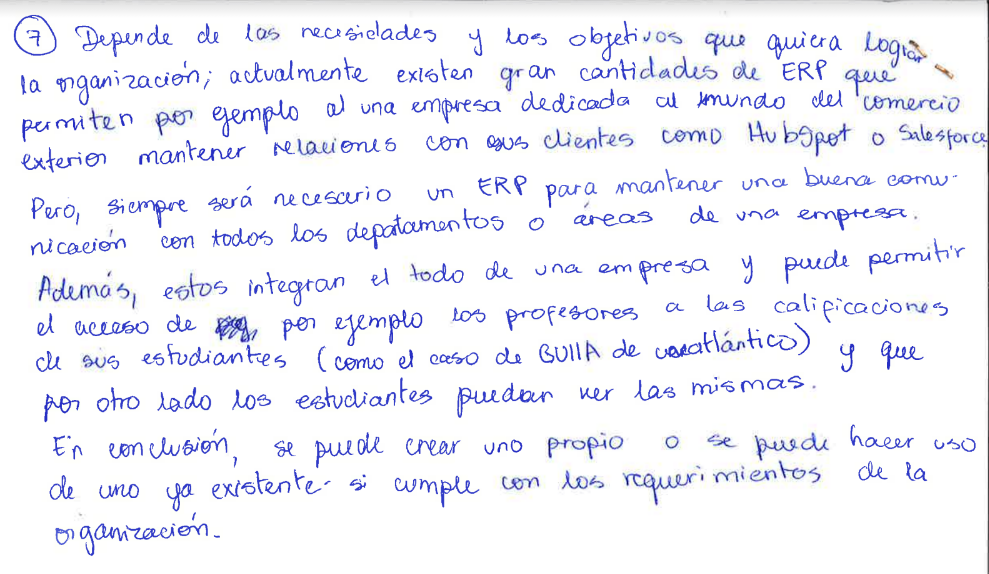 7 Depende de las necesidades y los objetivos que quiera lograr
la organización; actualmente existen gran cantidades de ERP que
permiten por ejemplo al una empresa dedicada al mundo del comercio
exterior mantener relaciones con sus clientes como HubSpot o Salesforce
Pero, siempre será necesario un ERP para mantener una buena comu-
nicación con todos los depatamentos o áreas de una empresa.
Además, estos integran el todo de una empresa y puede permitir
el acceso de por ejemplo los profesores a las calificaciones
de sus estudiantes (como el caso de) y que
por otro lado los estudiantes puedan ver las mismas.
En conclusión, se puede crear uno propio o se puede hacer uso
de uno ya existente si cumple con los requerimientos de la
organización.